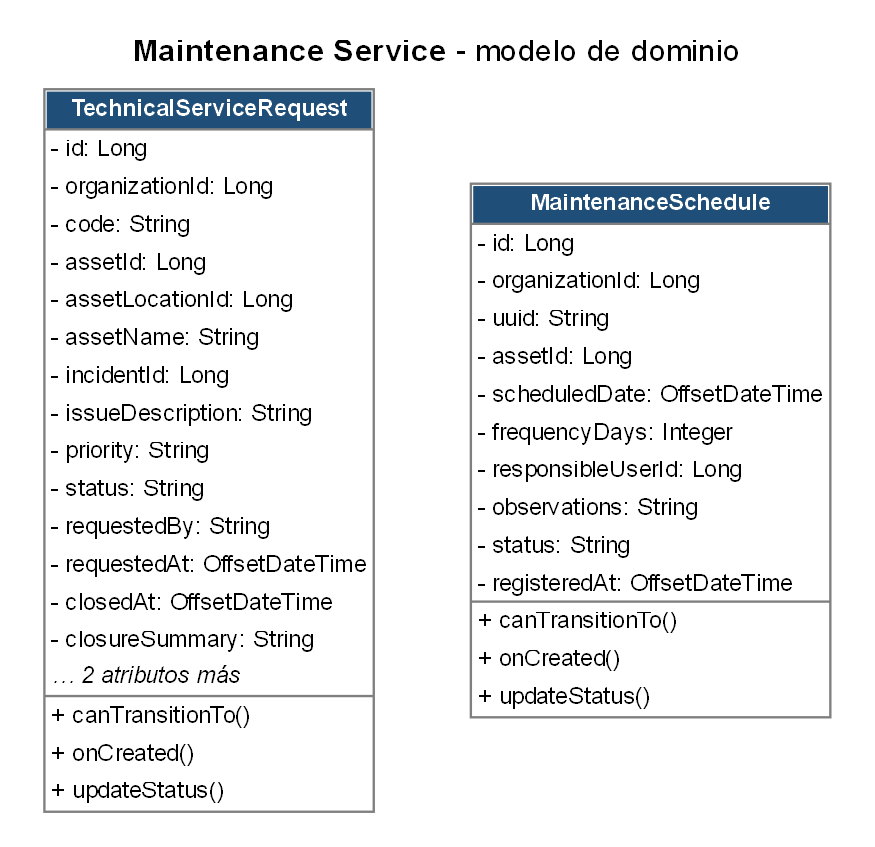 Maintenance Service - modelo de dominio
TechnicalServiceRequest
- id: Long
- organizationId: Long
- code: String
- assetId: Long
- assetLocationId: Long
- assetName: String
- incidentId: Long
- issueDescription: String
- priority: String
- status: String
- requestedBy: String
- requestedAt: OffsetDateTime
- closedAt: OffsetDateTime
- closureSummary: String
... 2 atributos más
+ canTransitionTo()
+ onCreated()
+ updateStatus()
MaintenanceSchedule
- id: Long
- organizationId: Long
- uuid: String
- assetId: Long
- scheduledDate: OffsetDateTime
- frequencyDays: Integer
- responsibleUserId: Long
- observations: String
- status: String
- registeredAt: OffsetDateTime
+ canTransitionTo()
+ onCreated()
+ updateStatus()